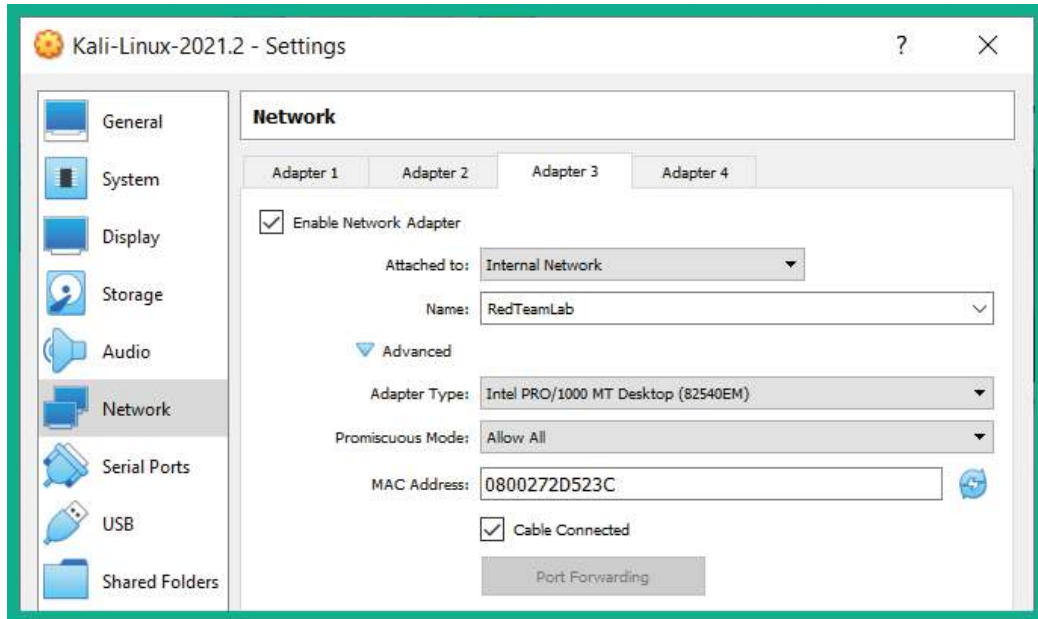 Kali-Linux-2021.2 - Settings ? ×
General
System
Display
Storage
Audio
Network
Serial Ports
USB
Shared Folders
Network
Adapter 1 Adapter 2 Adapter 3 Adapter 4
Enable Network Adapter
Attached to: Internal Network
Name: RedTeamLab
Advanced
Adapter Type: Intel PRO/1000 MT Desktop (82540EM)
Promiscuous Mode: Allow All
MAC Address: 0800272D523C
Cable Connected
Port Forwarding